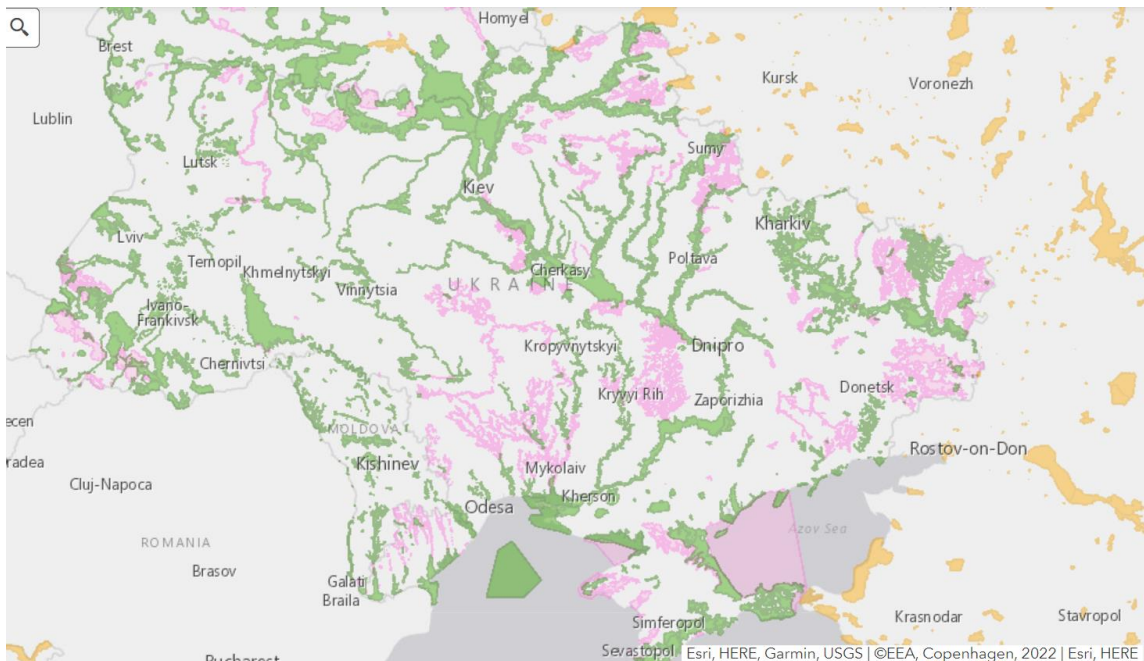 Homyel
Brest
Kursk
Voronezh
Lublin
Sumy
Lutsk
Kiev
Kharkiv
Lviv
Ternopil
Khmelnytskyi
Poltava
Cherkasy
UKRAINE
Vinnytsia
Ivano-
Frankivsk
Kropyvnytskyi
Dnipro
Chernivtsi
Donetsk
Kryvyi Rih
Zaporizhia
ecen
MOLDOVA
Rostov-on-Don
radea
Kishinev
Mykolaiv
Cluj-Napoca
Kherson
Odesa
Azov Sea
ROMANIA
Brasov
Galati
Braila
Krasnodar
Stavropol
Simferopol
Sevastopol
Esri, HERE, Garmin, USGS | ©EEA, Copenhagen, 2022 | Esri, HERE
Bucharest